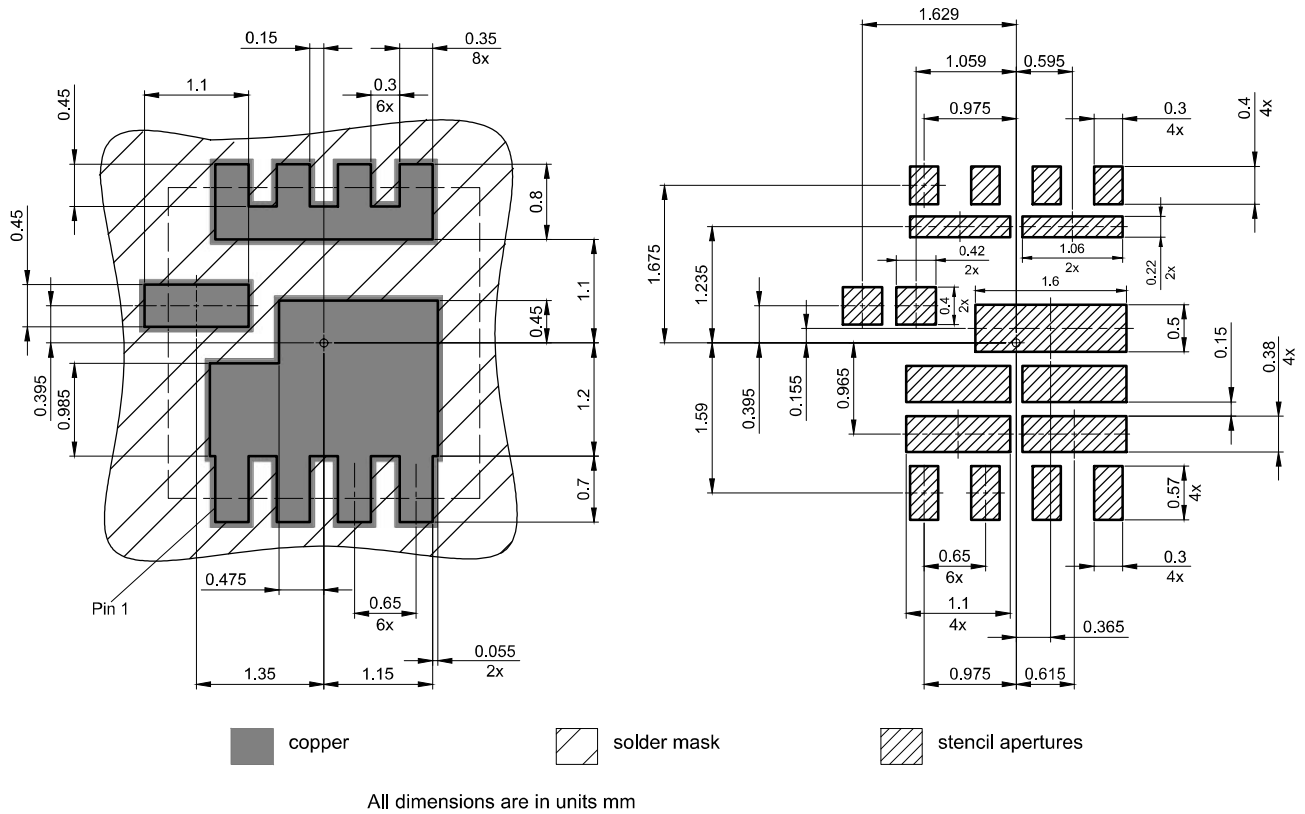 1.629
0.15
0.35
8x
1.1
0.3
6x
0.45
1.059
0.595
0.975
0.3
4x
0.4
4x
0.8
0.45
1.675
1.235
0.42
2x
1.06
2x
0.22
2x
1.1
0.45
0.4
2x
1.6
0.5
0.15
0.38
4x
0.395
0.985
1.2
0.395
0.155
0.965
1.59
0.7
0.57
4x
0.475
0.65
6x
Pin 1
0.65
6x
0.3
4x
1.1
4x
0.365
0.055
2x
1.35
1.15
0.975
0.615
copper
solder mask
stencil apertures
All dimensions are in units mm